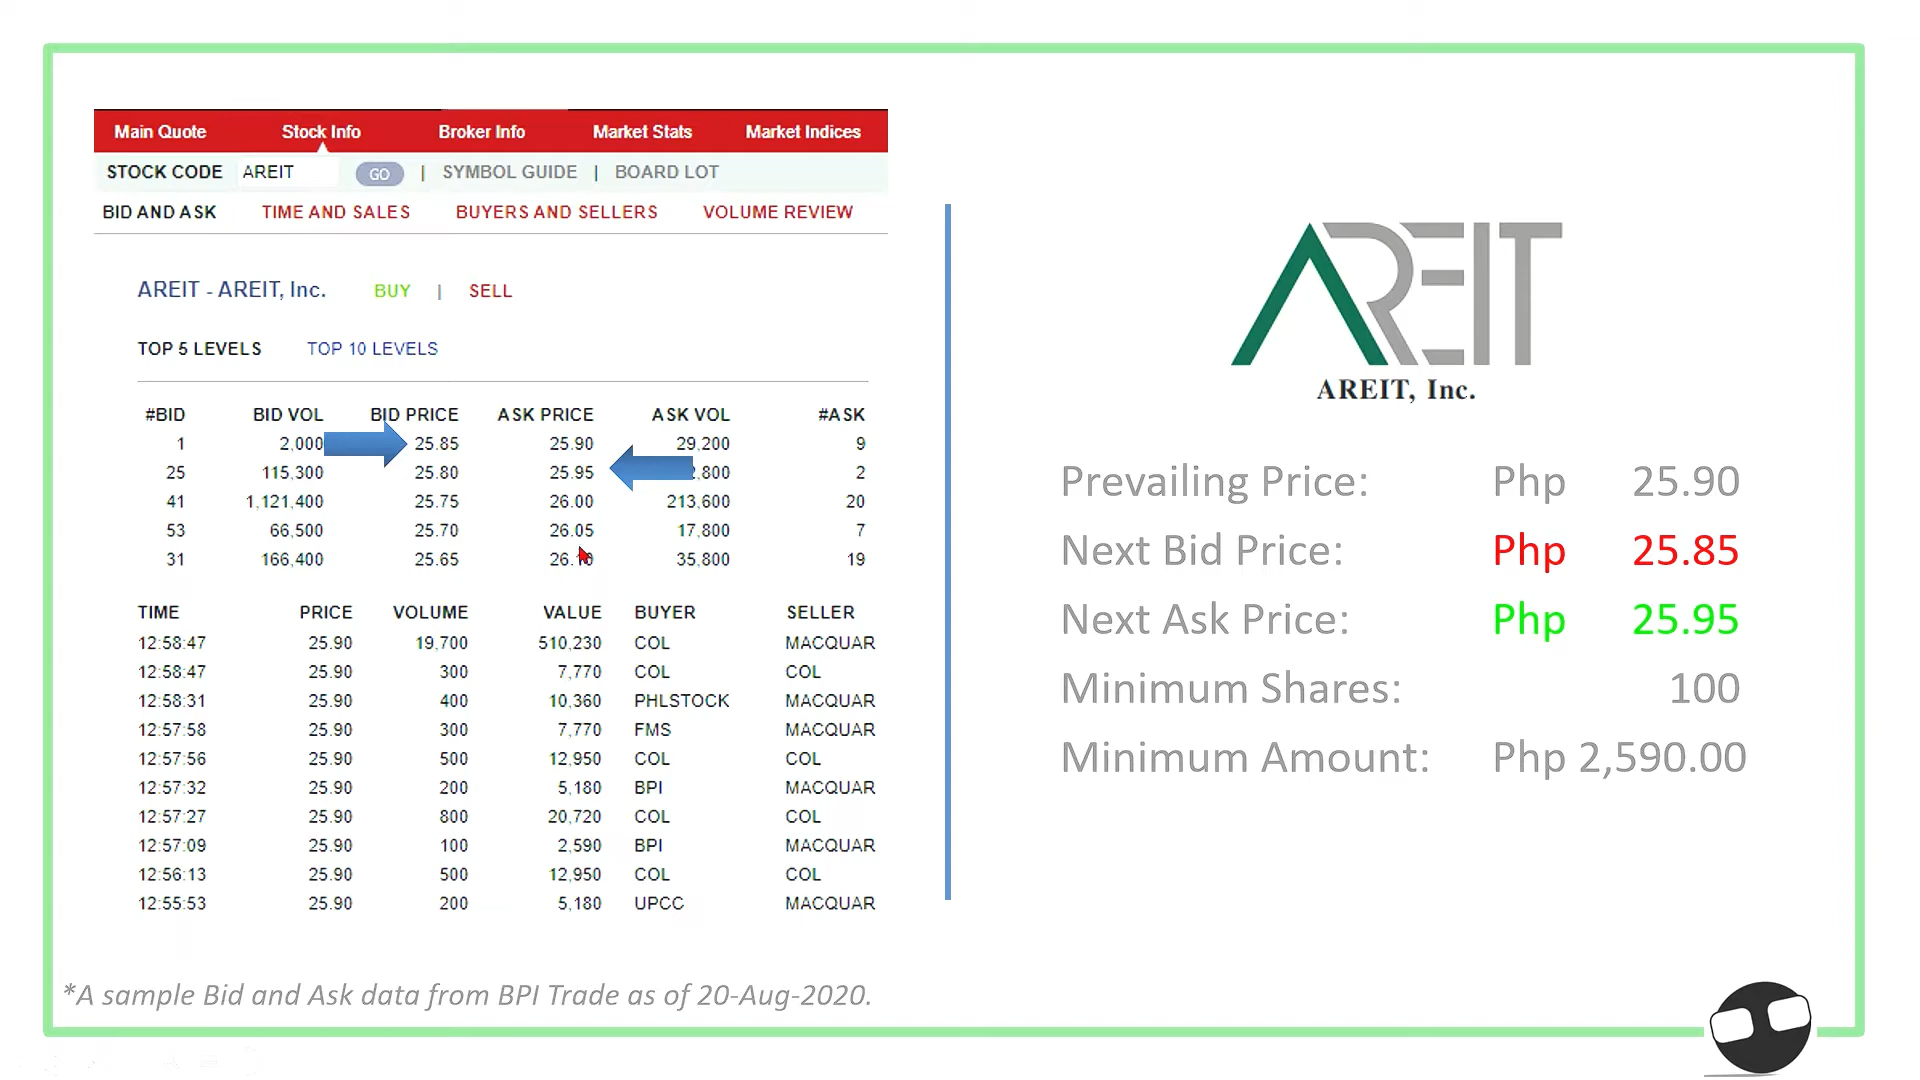 Main Quote Stock Info Broker Info Market Stats Market Indices
STOCK CODE AREIT GO | SYMBOL GUIDE | BOARD LOT
BID AND ASK TIME AND SALES BUYERS AND SELLERS VOLUME REVIEW
AREIT - AREIT, Inc. BUY | SELL
TOP 5 LEVELS TOP 10 LEVELS
#BID BID VOL BID PRICE ASK PRICE ASK VOL #ASK
1 2,000 25.85 25.90 29,200 9
25 115,300 25.80 25.95 ,800 2
41 1,121,400 25.75 26.00 213,600 20
53 66,500 25.70 26.05 17,800 7
31 166,400 25.65 26.10 35,800 19
TIME PRICE VOLUME VALUE BUYER SELLER
12:58:47 25.90 19,700 510,230 COL MACQUAR
12:58:47 25.90 300 7,770 COL COL
12:58:31 25.90 400 10,360 PHLSTOCK MACQUAR
12:57:58 25.90 300 7,770 FMS MACQUAR
12:57:56 25.90 500 12,950 COL COL
12:57:32 25.90 200 5,180 BPI MACQUAR
12:57:27 25.90 800 20,720 COL COL
12:57:09 25.90 100 2,590 BPI MACQUAR
12:56:13 25.90 500 12,950 COL COL
12:55:53 25.90 200 5,180 UPCC MACQUAR
*A sample Bid and Ask data from BPI Trade as of 20-Aug-2020.
AREIT
AREIT, Inc.
Prevailing Price: Php 25.90
Next Bid Price: Php 25.85
Next Ask Price: Php 25.95
Minimum Shares: 100
Minimum Amount: Php 2,590.00